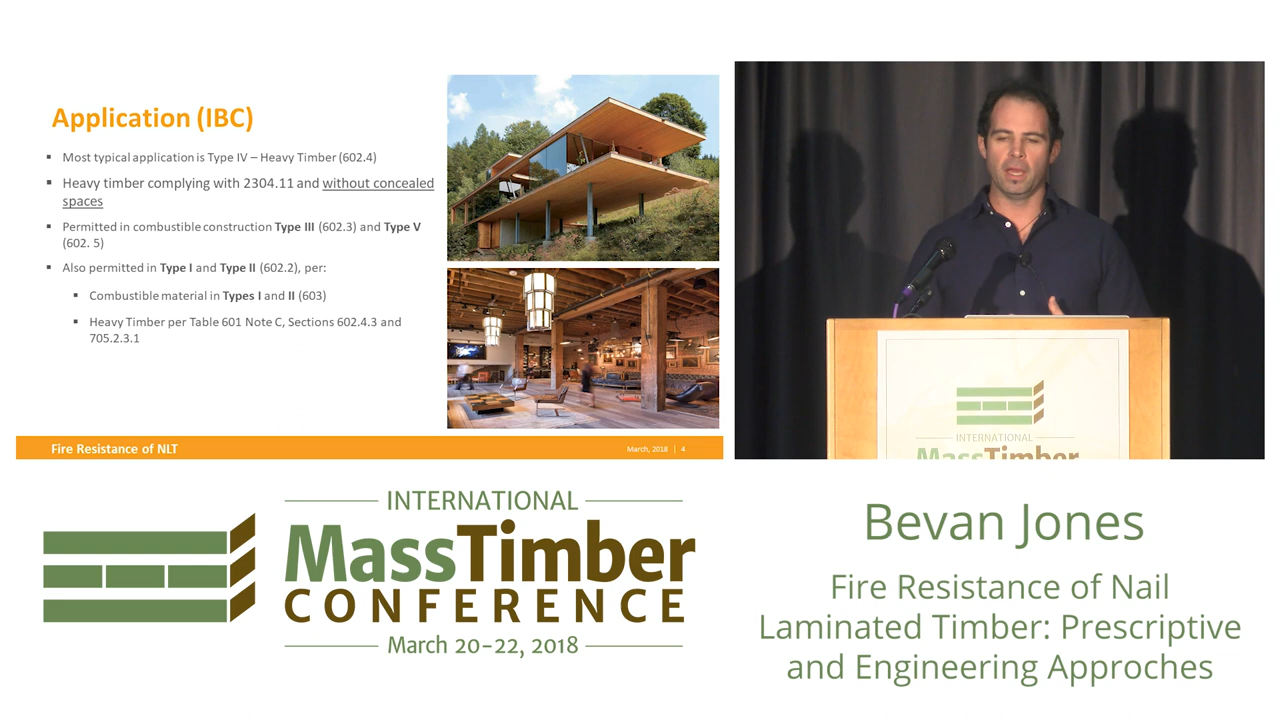 Application (IBC)
▪ Most typical application is Type IV – Heavy Timber (602.4)
▪ Heavy timber complying with 2304.11 and without concealed
spaces
▪ Permitted in combustible construction Type III (602.3) and Type V
(602. 5)
▪ Also permitted in Type I and Type II (602.2), per:
▪ Combustible material in Types I and II (603)
▪ Heavy Timber per Table 601 Note C, Sections 602.4.3 and
705.2.3.1
Fire Resistance of NLT
March, 2018 | 4
INTERNATIONAL
MassTimber
INTERNATIONAL
MassTimber
CONFERENCE
March 20–22, 2018
Bevan Jones
Fire Resistance of Nail
Laminated Timber: Prescriptive
and Engineering Approches